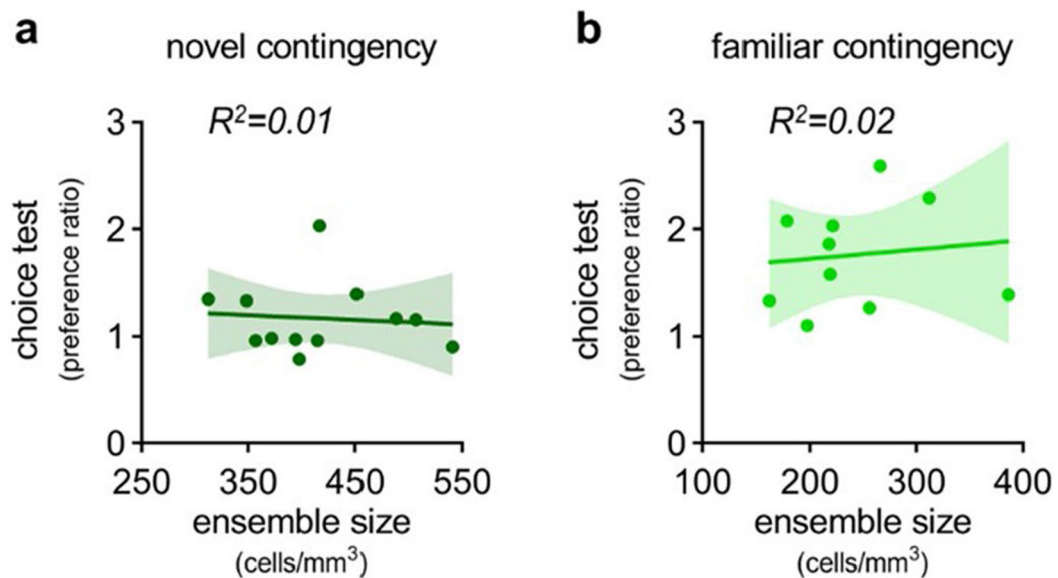 a
novel contingency
R²=0.01
3
2
1
0
choice test
(preference ratio)
250 350 450 550
ensemble size
(cells/mm³)
b
familiar contingency
R²=0.02
3
2
1
0
choice test
(preference ratio)
100 200 300 400
ensemble size
(cells/mm³)